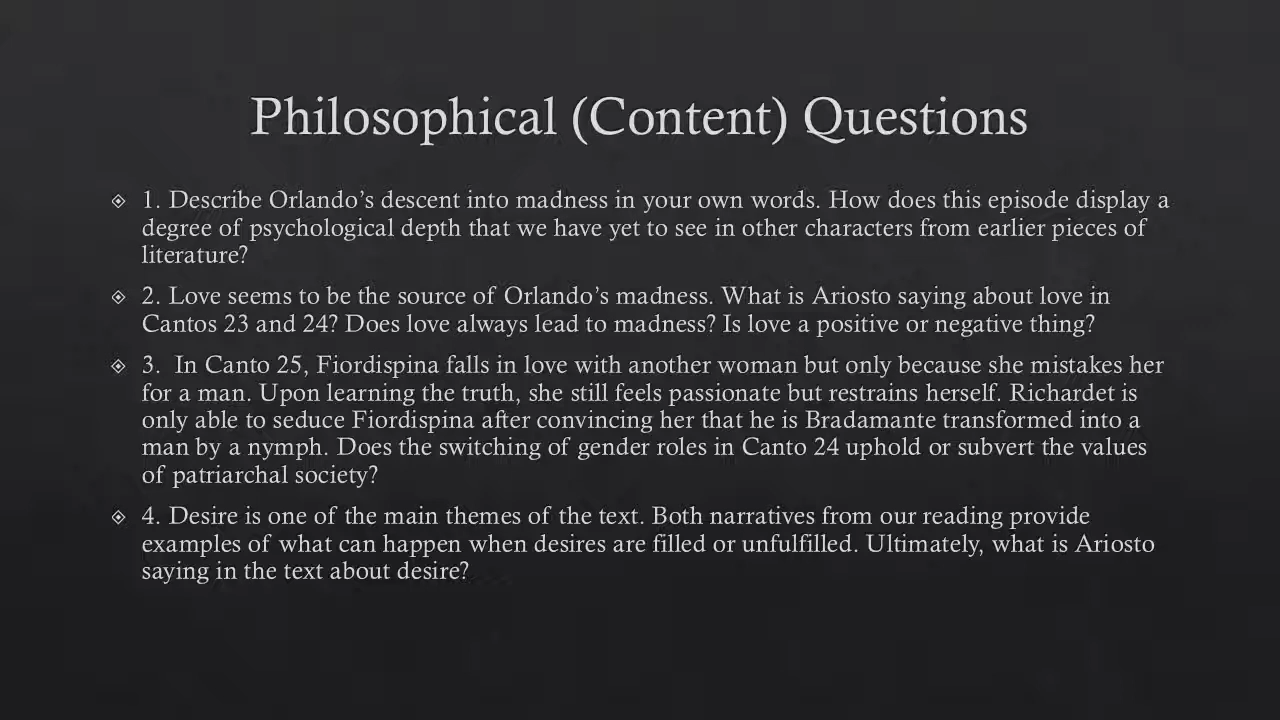 Philosophical (Content) Questions
1. Describe Orlando’s descent into madness in your own words. How does this episode display a
degree of psychological depth that we have yet to see in other characters from earlier pieces of
literature?
2. Love seems to be the source of Orlando’s madness. What is Ariosto saying about love in
Cantos 23 and 24? Does love always lead to madness? Is love a positive or negative thing?
3.  In Canto 25, Fiordispina falls in love with another woman but only because she mistakes her
for a man. Upon learning the truth, she still feels passionate but restrains herself. Richardet is
only able to seduce Fiordispina after convincing her that he is Bradamante transformed into a
man by a nymph. Does the switching of gender roles in Canto 24 uphold or subvert the values
of patriarchal society?
4. Desire is one of the main themes of the text. Both narratives from our reading provide
examples of what can happen when desires are filled or unfulfilled. Ultimately, what is Ariosto
saying in the text about desire?